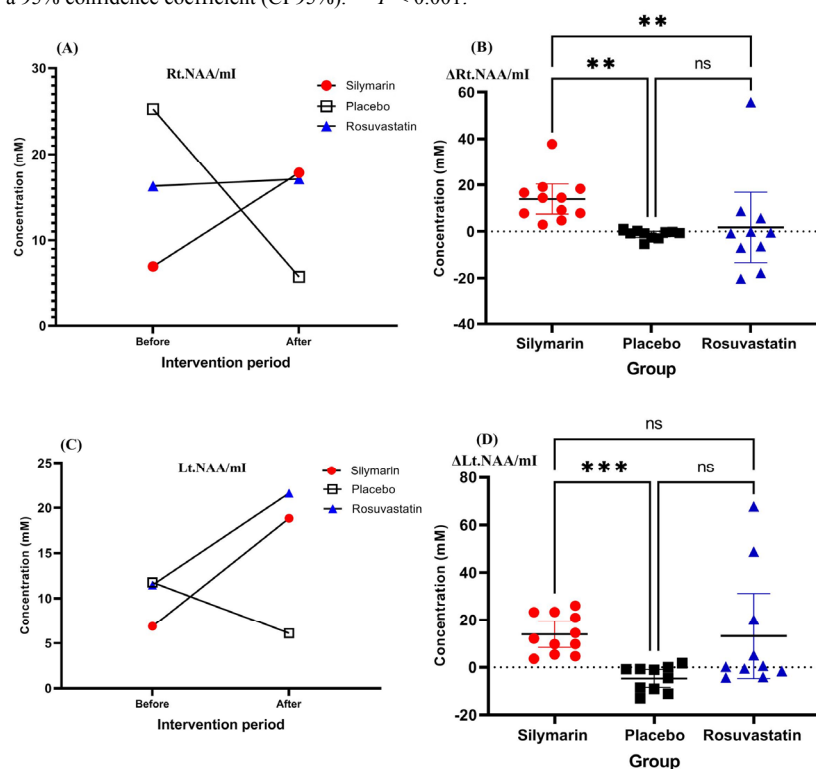 a 95% confidence coefficient (CI 95%). *** P < 0.001.
(A)
Rt.NAA/mI
Silymarin
Placebo
Rosuvastatin
Concentration (mM)
30
20
10
0
Before
After
Intervention period
(B)
ΔRt.NAA/mI
**
**
ns
Concentration (mM)
60
40
20
0
-20
-40
Silymarin
Placebo
Rosuvastatin
Group
(C)
Lt.NAA/mI
Silymarin
Placebo
Rosuvastatin
Concentration (mM)
25
20
15
10
5
0
Before
After
Intervention period
(D)
ΔLt.NAA/mI
ns
***
ns
Concentration (mM)
80
60
40
20
0
-20
Silymarin
Placebo
Rosuvastatin
Group